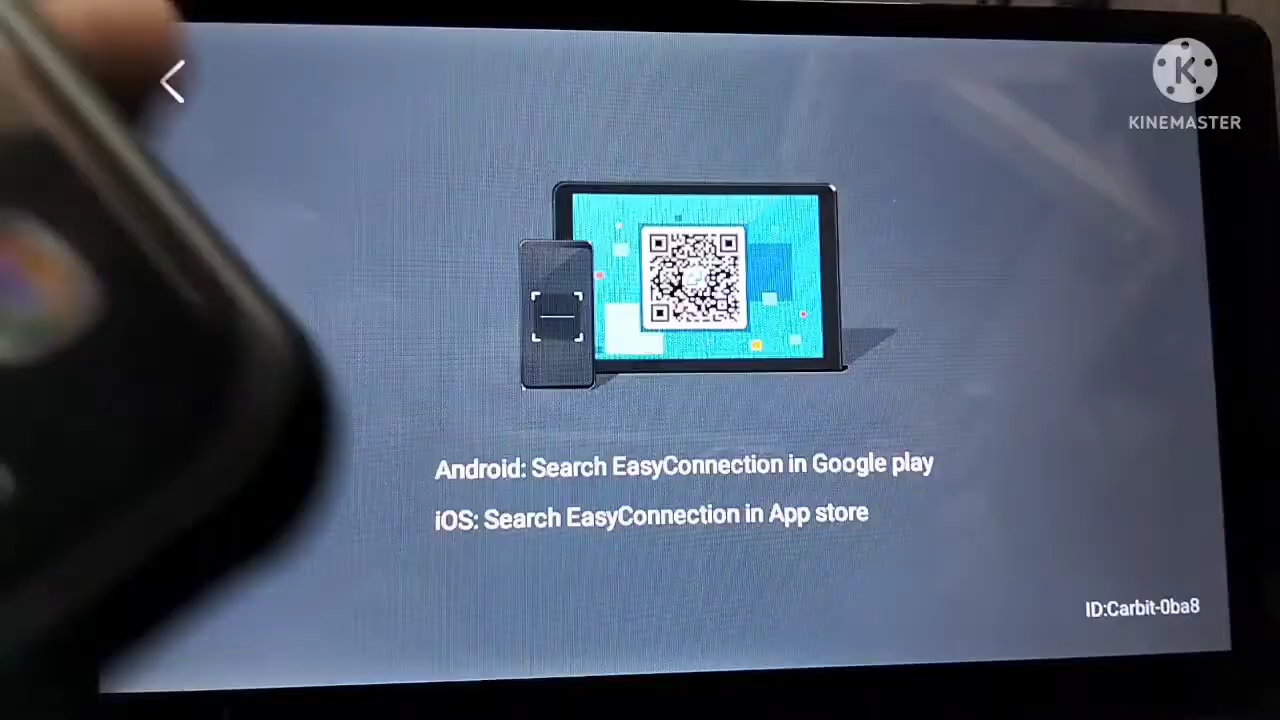 K
KINEMASTER
Android: Search EasyConnection in Google play
iOS: Search EasyConnection in App store
ID:Carbit-0ba8